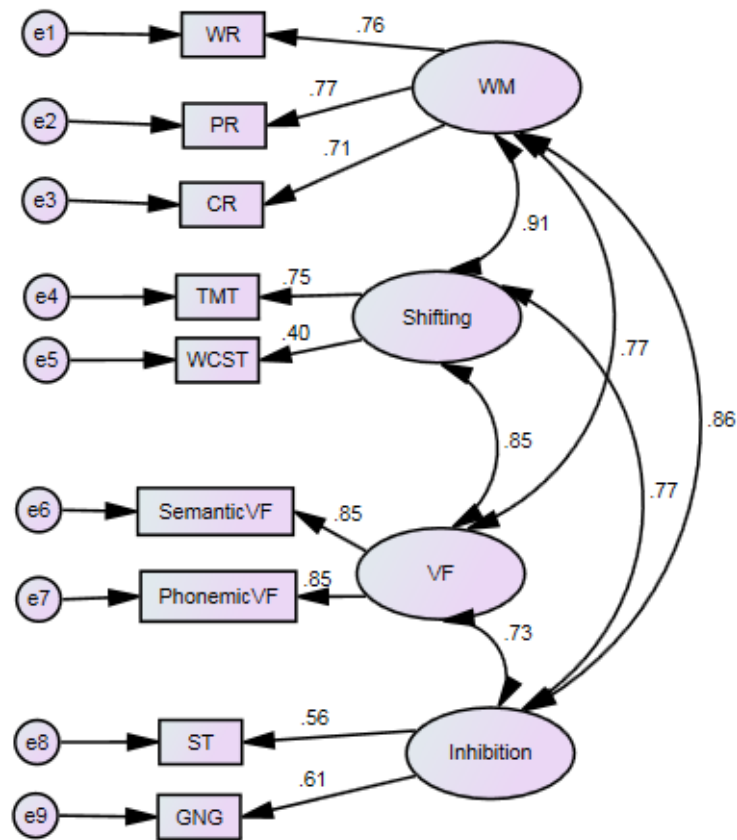 e1
WR
.76
WM
e2
PR
.77
e3
CR
.71
.91
e4
TMT
.75
Shifting
e5
WCST
.40
.77
.86
.85
.77
e6
SemanticVF
.85
VF
e7
PhonemicVF
.85
.73
e8
ST
.56
Inhibition
e9
GNG
.61